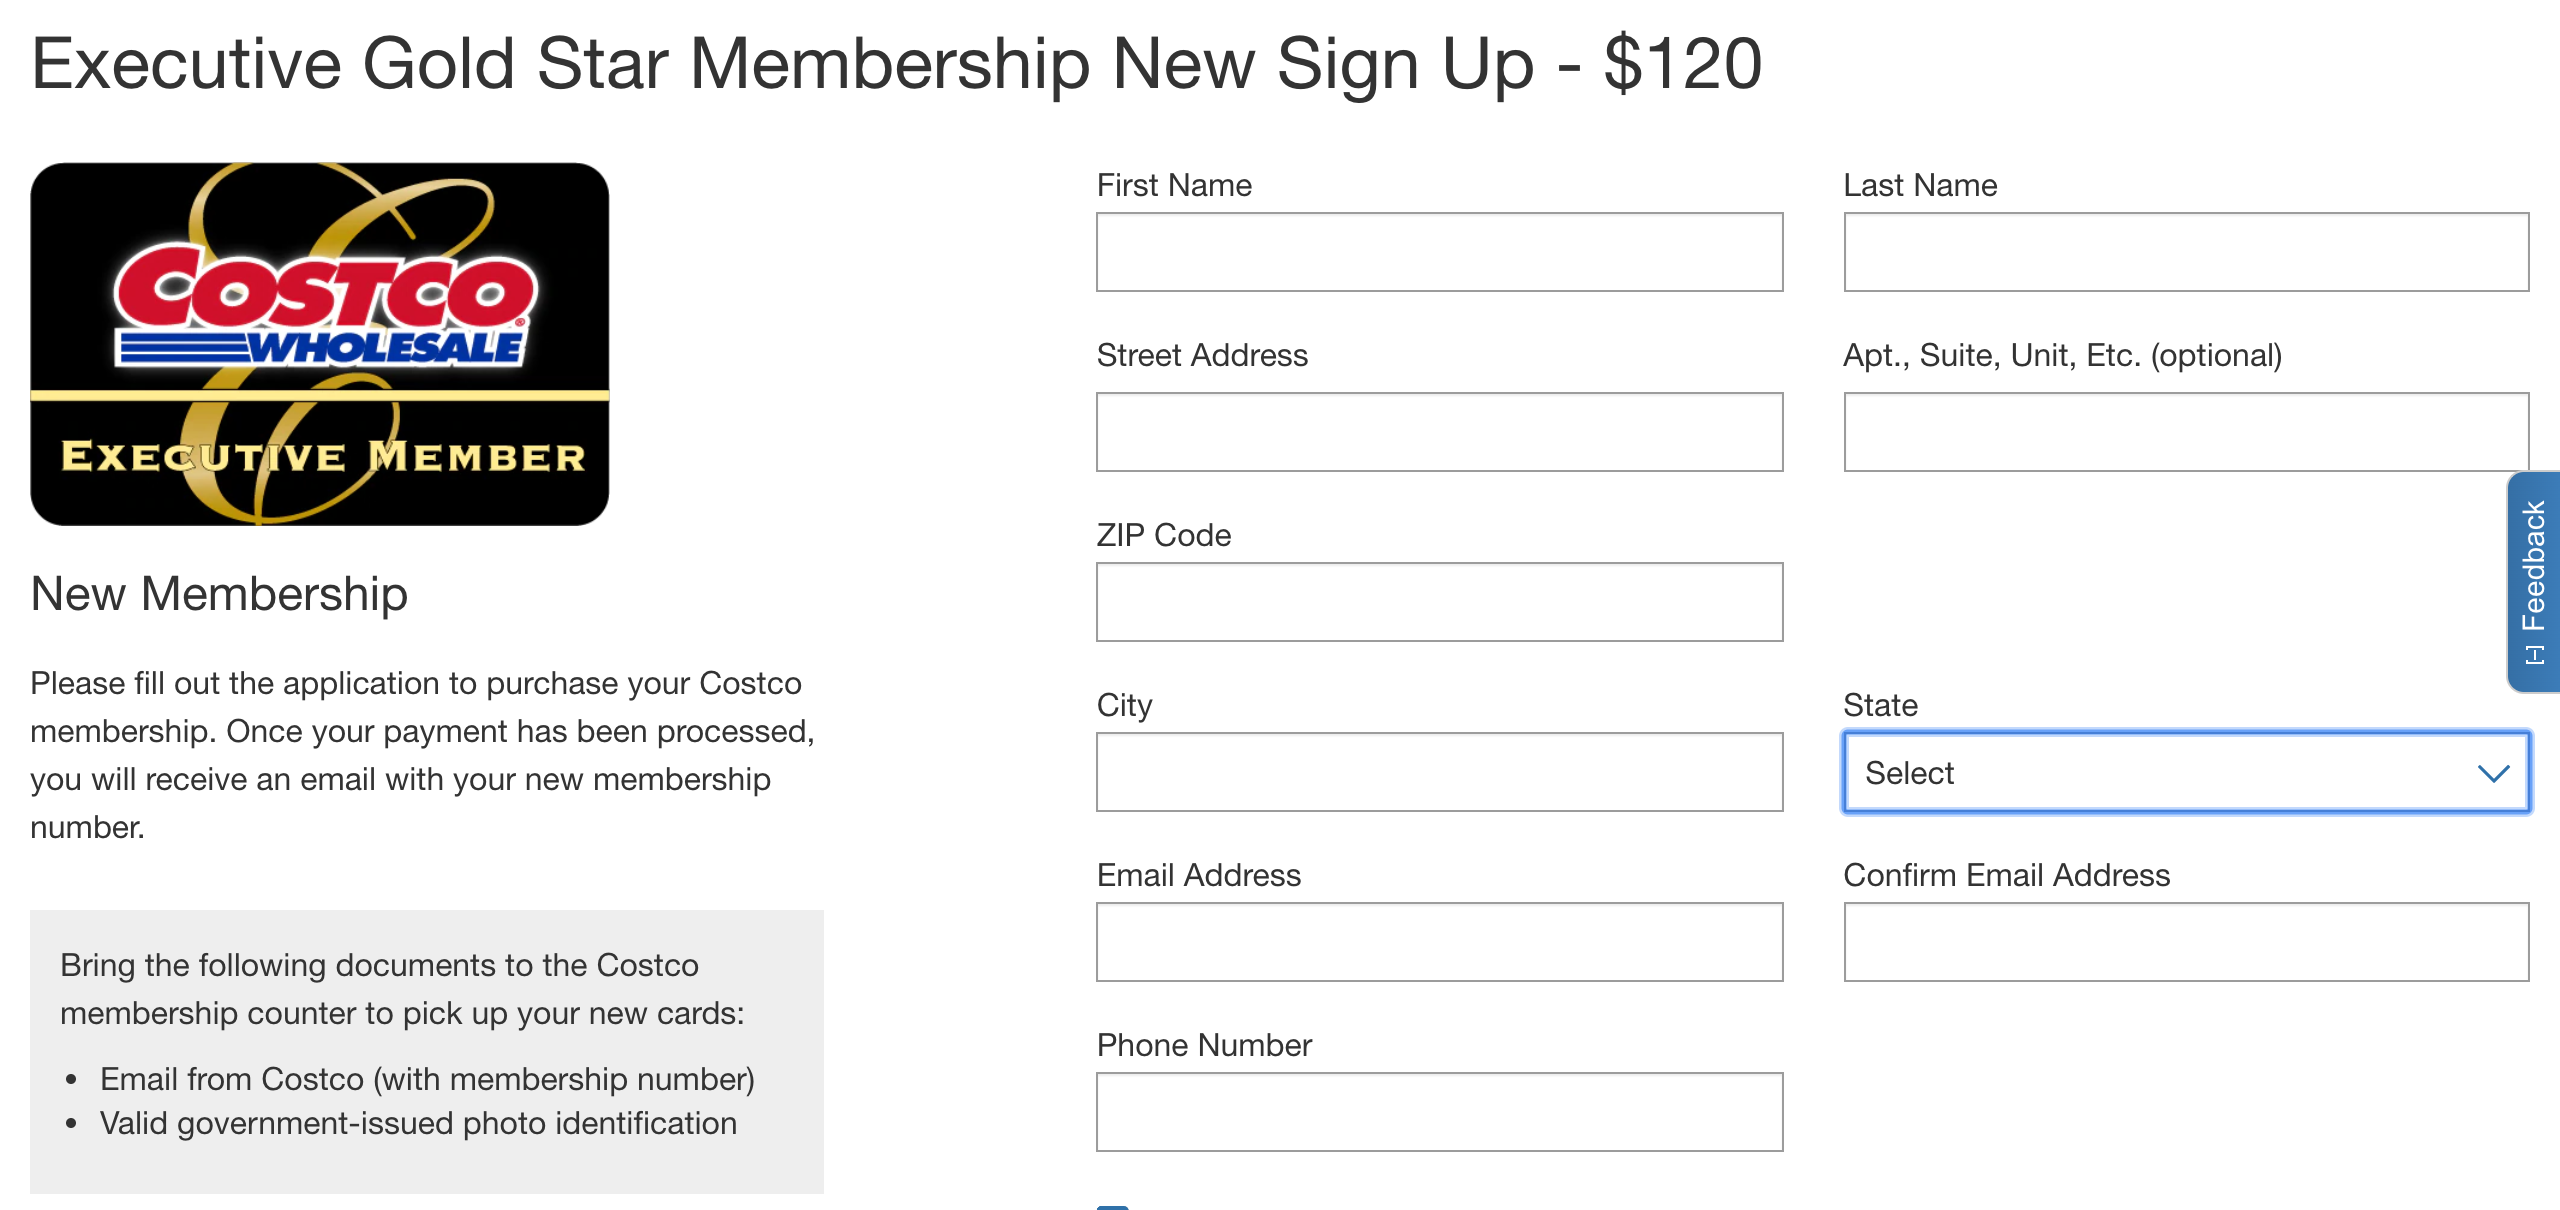 Executive Gold Star Membership New Sign Up - $120
COSTCO
WHOLESALE
EXECUTIVE MEMBER
New Membership
Please fill out the application to purchase your Costco
membership. Once your payment has been processed,
you will receive an email with your new membership
number.
Bring the following documents to the Costco
membership counter to pick up your new cards:
• Email from Costco (with membership number)
• Valid government-issued photo identification
First Name
Last Name
Street Address
Apt., Suite, Unit, Etc. (optional)
ZIP Code
City
State
Select
Email Address
Confirm Email Address
Phone Number
[-] Feedback